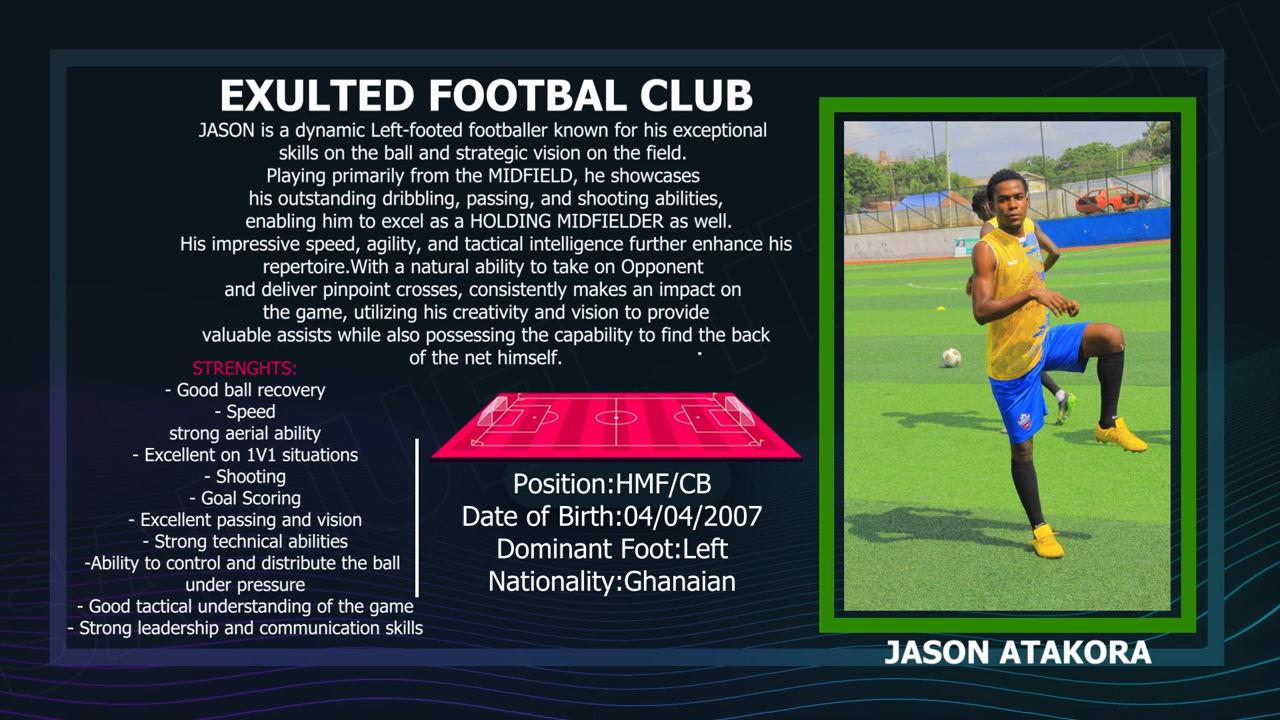 EXULTED FOOTBAL CLUB
JASON is a dynamic Left-footed footballer known for his exceptional
skills on the ball and strategic vision on the field.
Playing primarily from the MIDFIELD, he showcases
his outstanding dribbling, passing, and shooting abilities,
enabling him to excel as a HOLDING MIDFIELDER as well.
His impressive speed, agility, and tactical intelligence further enhance his
repertoire.With a natural ability to take on Opponent
and deliver pinpoint crosses, consistently makes an impact on
the game, utilizing his creativity and vision to provide
valuable assists while also possessing the capability to find the back
of the net himself.
STRENGHTS:
- Good ball recovery
- Speed
strong aerial ability
- Excellent on 1V1 situations
- Shooting
- Goal Scoring
- Excellent passing and vision
- Strong technical abilities
-Ability to control and distribute the ball
under pressure
- Good tactical understanding of the game
- Strong leadership and communication skills
Position:HMF/CB
Date of Birth:04/04/2007
Dominant Foot:Left
Nationality:Ghanaian
JASON ATAKORA